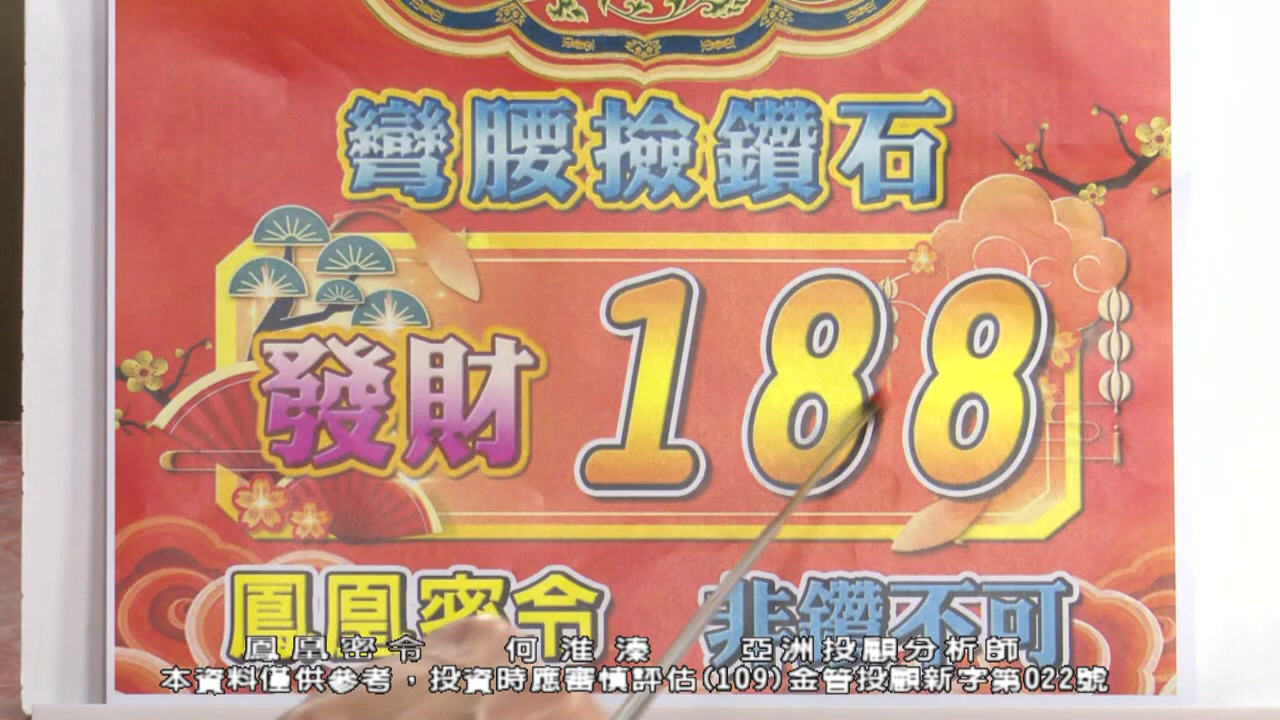 彎腰撿鑽石
發財 188
鳳凰密令 非鑽不可
鳳凰密令 何淮溱 亞洲投顧分析師
本資料僅供參考，投資時應審慎評估(109)金管投顧新字第022號